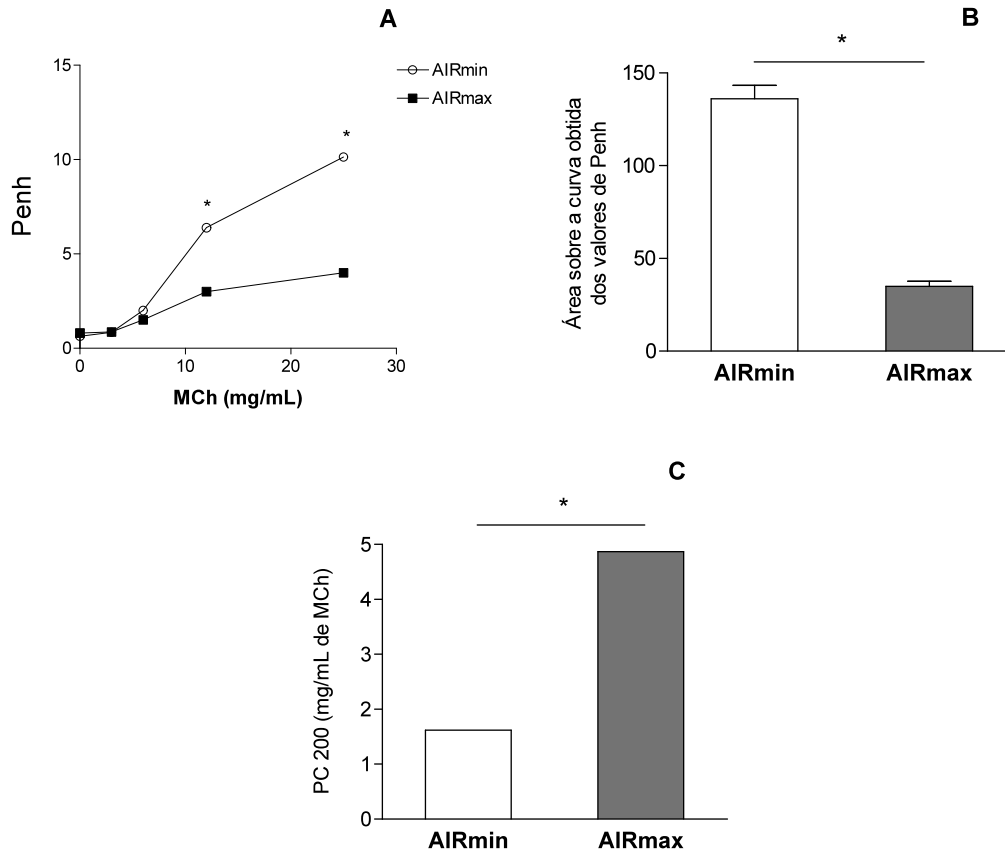 A
15
10
5
0
Penh
0
10
20
30
MCh (mg/mL)
*
*
AIRmin
AIRmax
B
*
150
100
50
0
Área sobre a curva obtida
dos valores de Penh
AIRmin
AIRmax
C
*
5
4
3
2
1
0
PC 200 (mg/mL de MCh)
AIRmin
AIRmax